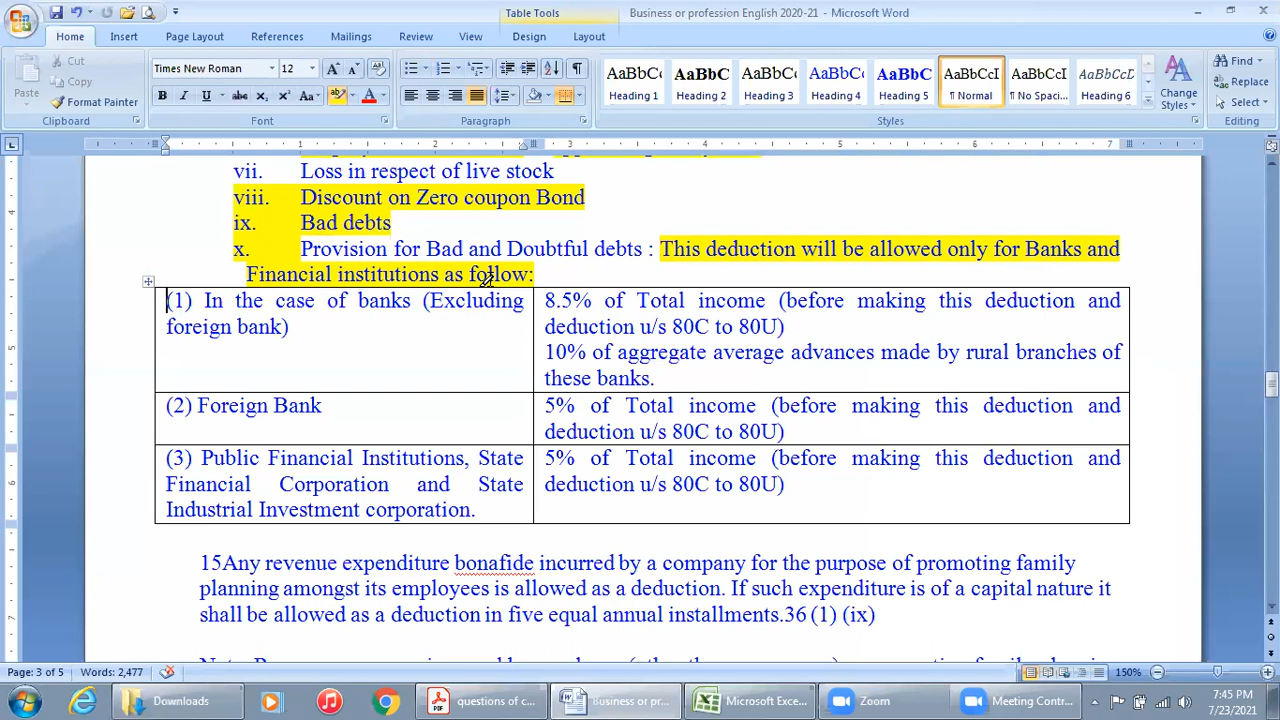 Table Tools
Business or profession English 2020-21 - Microsoft Word
Home Insert Page Layout References Mailings Review View Design Layout
Cut
Copy
Format Painter
Paste
Clipboard
Times New Roman 12
Font
Paragraph
AaBbCc AaBbC AaBbCc AaBbCc AaBbCc AaBbCcI AaBbCcI AaBbCcD
Heading 1 Heading 2 Heading 3 Heading 4 Heading 5 ¶ Normal ¶ No Spaci... Heading 6
Change Styles
Styles
Find
Replace
Select
Editing
vii. Loss in respect of live stock
viii. Discount on Zero coupon Bond
ix. Bad debts
x. Provision for Bad and Doubtful debts : This deduction will be allowed only for Banks and
Financial institutions as follow:
(1) In the case of banks (Excluding
foreign bank)
8.5% of Total income (before making this deduction and
deduction u/s 80C to 80U)
10% of aggregate average advances made by rural branches of
these banks.
(2) Foreign Bank
5% of Total income (before making this deduction and
deduction u/s 80C to 80U)
(3) Public Financial Institutions, State
Financial Corporation and State
Industrial Investment corporation.
5% of Total income (before making this deduction and
deduction u/s 80C to 80U)
15Any revenue expenditure bonafide incurred by a company for the purpose of promoting family
planning amongst its employees is allowed as a deduction. If such expenditure is of a capital nature it
shall be allowed as a deduction in five equal annual installments.36 (1) (ix)
Page: 3 of 5 Words: 2,477 150%
Downloads questions of c... Business or pr... Microsoft Exce... Zoom Meeting Contr...
7:45 PM
7/23/2021